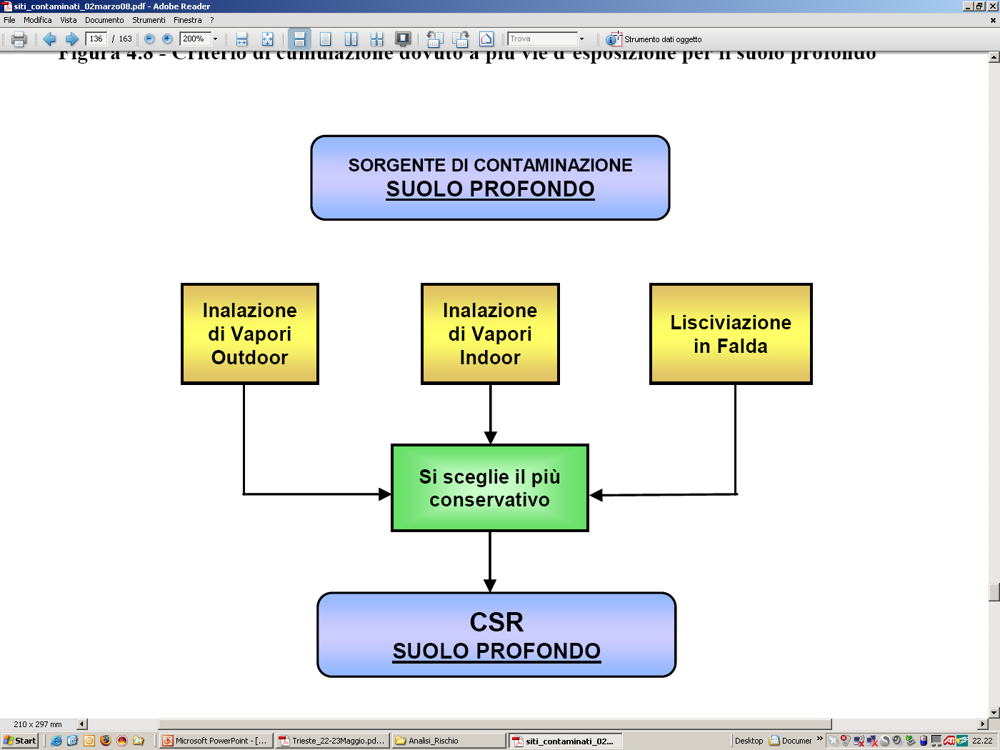 siti_contaminati_02marzo08.pdf - Adobe Reader
File Modifica Vista Documento Strumenti Finestra ?
136 / 163 200% Trova Strumento dati oggetto
Figura 4.8 - Criterio di cumulazione dovuto a più vie d'esposizione per il suolo profondo
SORGENTE DI CONTAMINAZIONE
SUOLO PROFONDO
Inalazione
di Vapori
Outdoor
Inalazione
di Vapori
Indoor
Lisciviazione
in Falda
Si sceglie il più
conservativo
CSR
SUOLO PROFONDO
210 x 297 mm
Start Microsoft PowerPoint - [... Trieste_22-23Maggio.pd... Analisi_Rischio siti_contaminati_02... Desktop Documer » 22.22